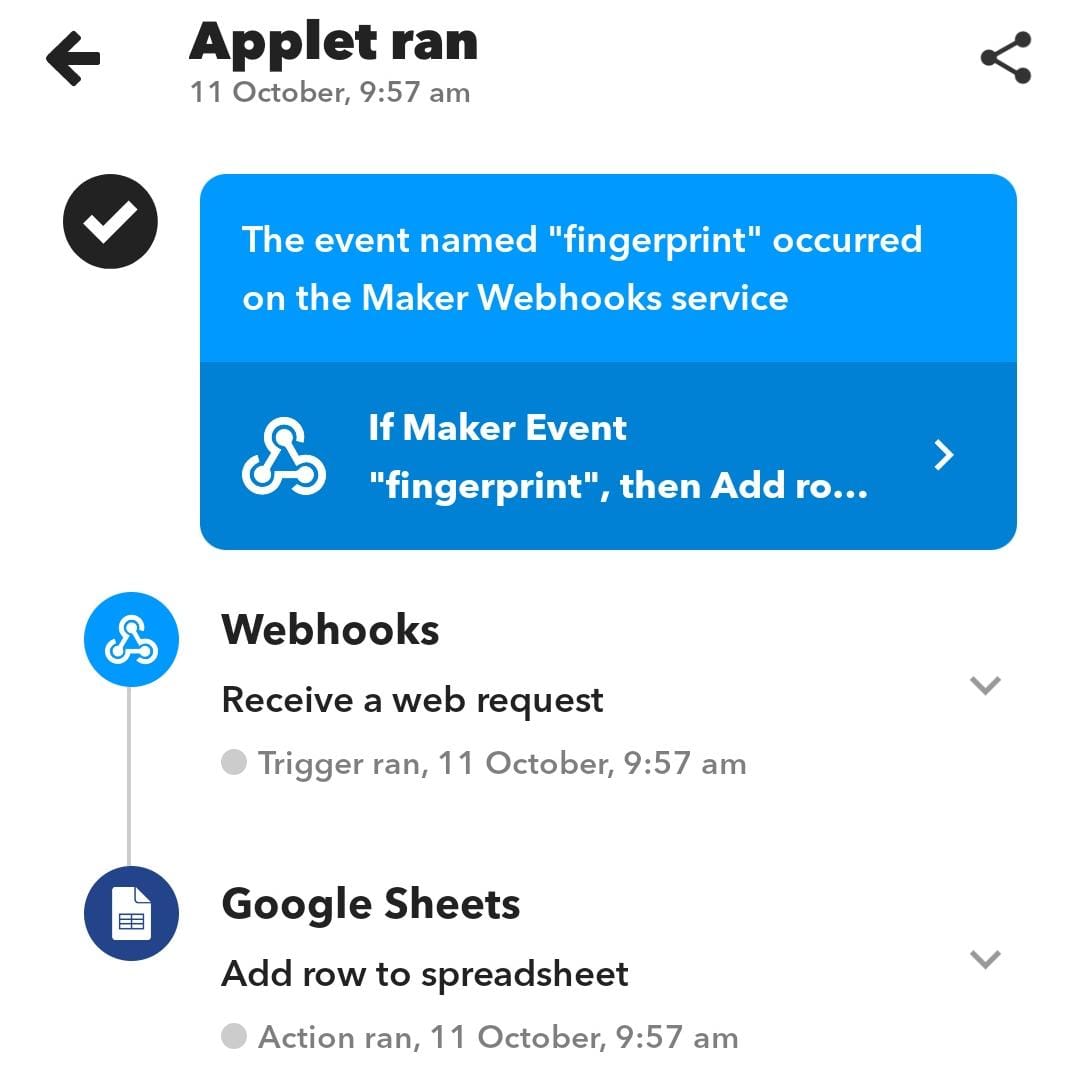 Applet ran
11 October, 9:57 am
The event named "fingerprint" occurred
on the Maker Webhooks service
If Maker Event
"fingerprint", then Add ro...
Webhooks
Receive a web request
Trigger ran, 11 October, 9:57 am
Google Sheets
Add row to spreadsheet
Action ran, 11 October, 9:57 am